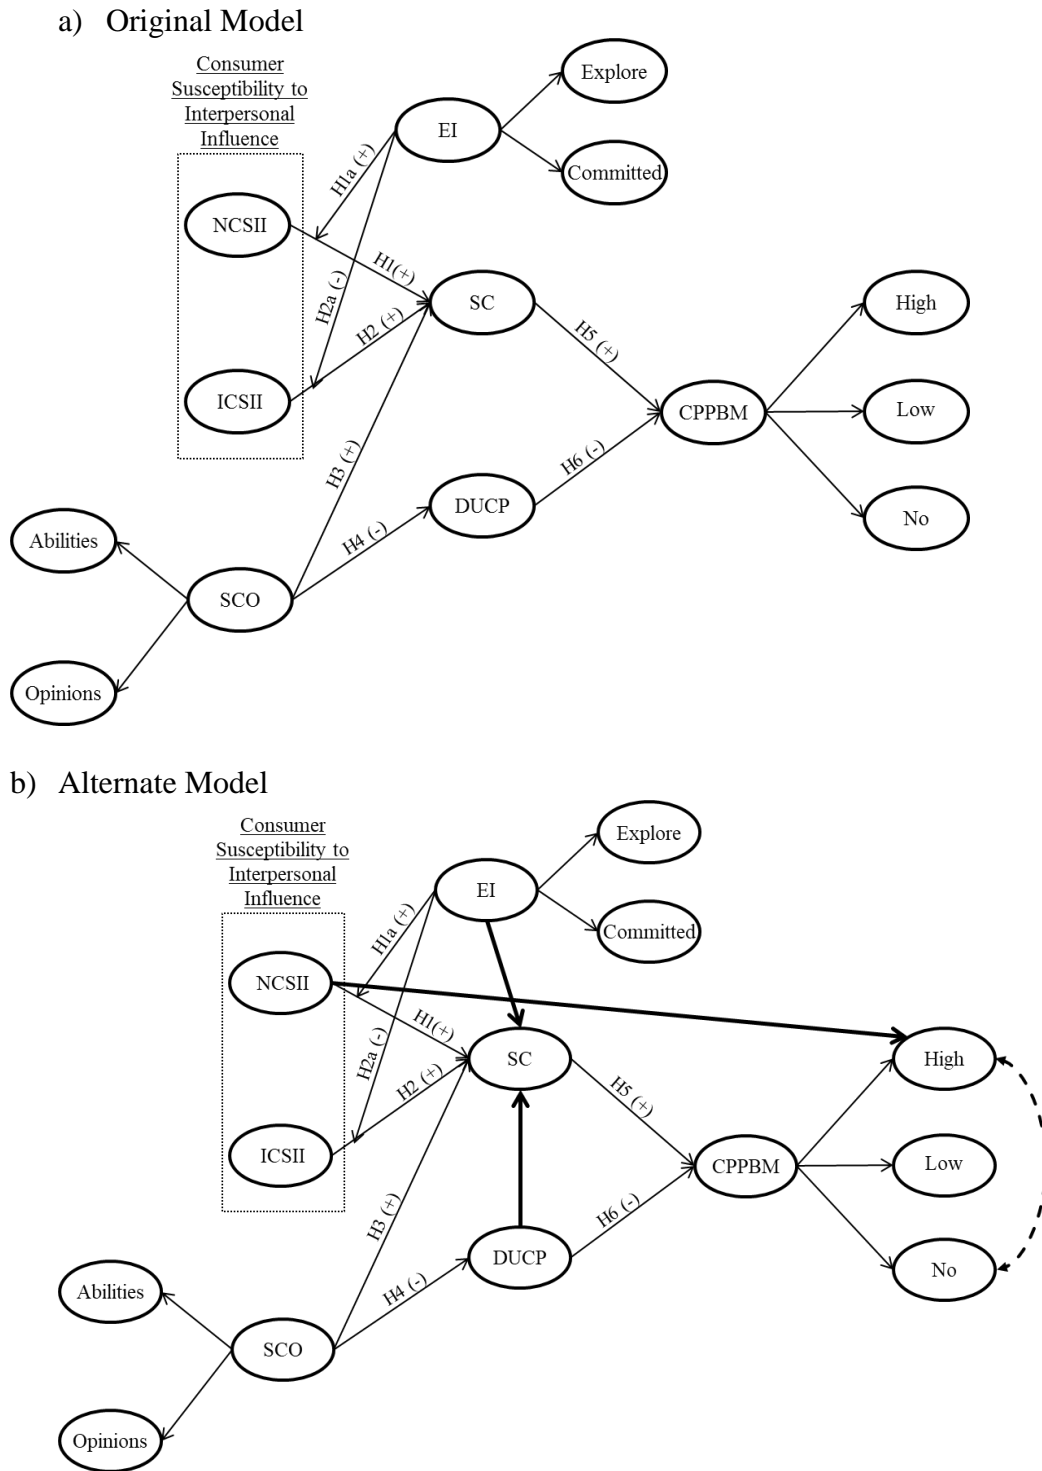 a) Original Model
Consumer
Susceptibility to
Interpersonal
Influence
Explore
EI
Committed
H1a (+)
NCSII
H1(+)
H2a (-)
SC
High
H2 (+)
H5 (+)
ICSII
CPPBM
Low
H3 (+)
H6 (-)
DUCP
No
H4 (-)
Abilities
SCO
Opinions
b) Alternate Model
Consumer
Susceptibility to
Interpersonal
Influence
Explore
EI
Committed
H1a (+)
NCSII
H1(+)
H2a (-)
SC
High
H2 (+)
H5 (+)
ICSII
CPPBM
Low
H3 (+)
H6 (-)
DUCP
No
H4 (-)
Abilities
SCO
Opinions